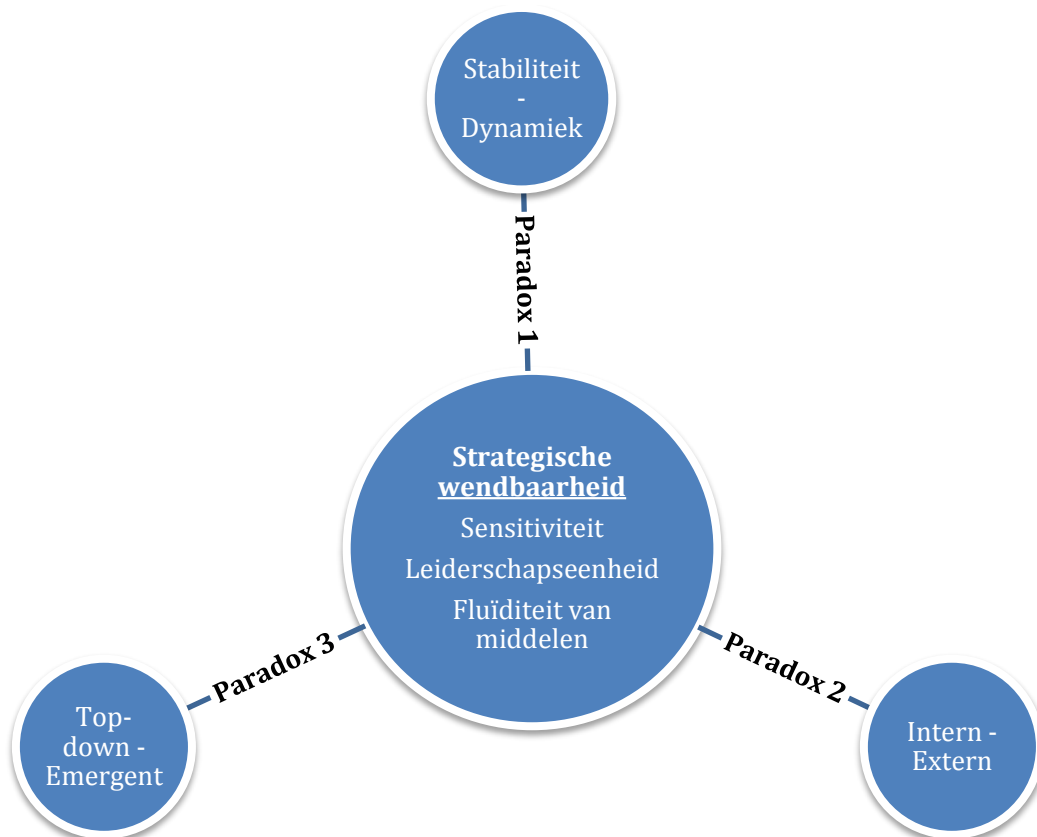 Stabiliteit
-
Dynamiek
Paradox 1
Strategische
wendbaarheid
Sensitiviteit
Leiderschapseenheid
Fluïditeit van
middelen
Paradox 3
Paradox 2
Top-
down -
Emergent
Intern -
Extern